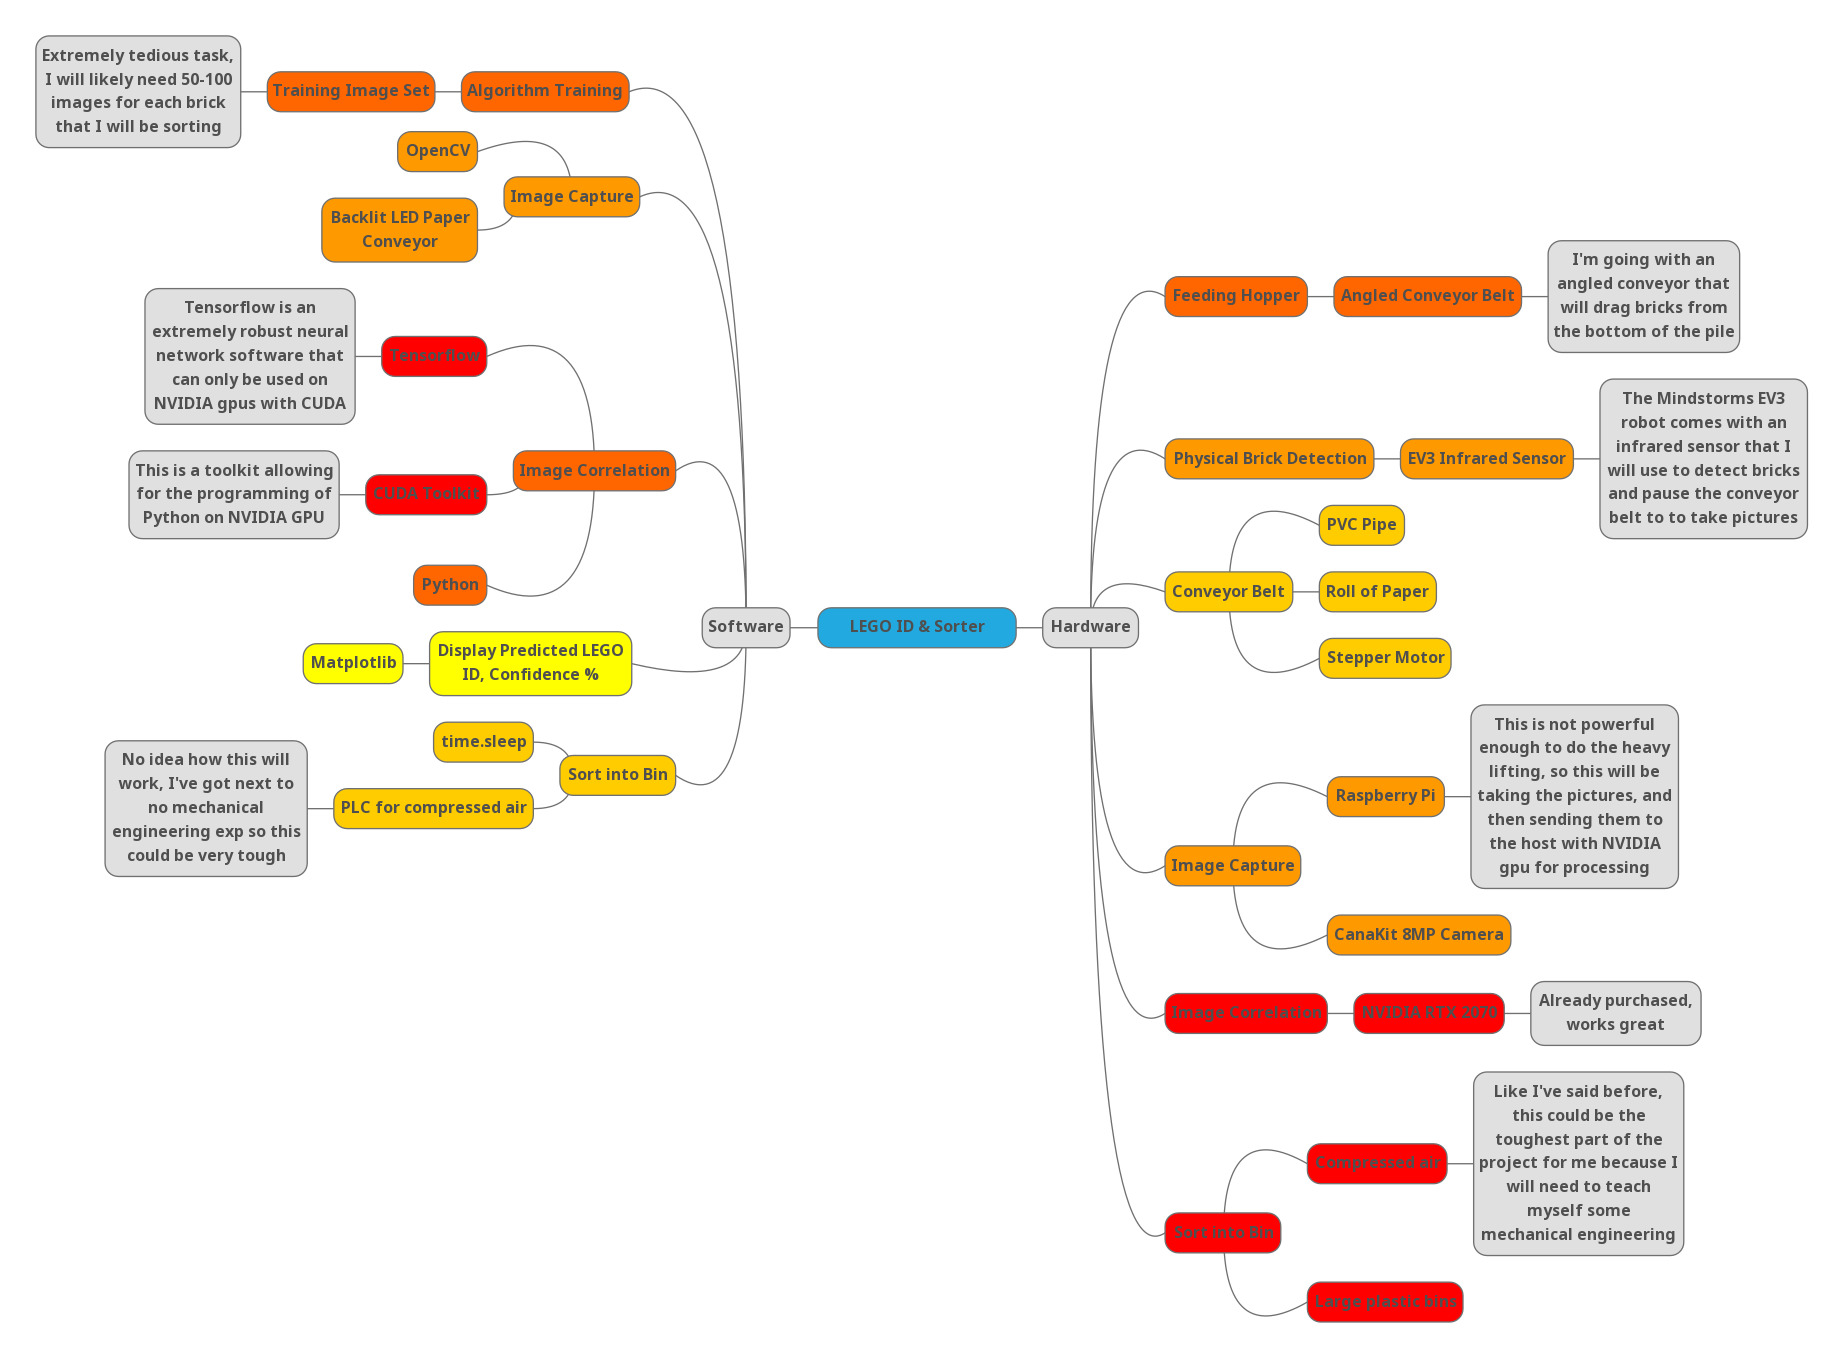 Extremely tedious task,
I will likely need 50-100
images for each brick
that I will be sorting
Training Image Set
Algorithm Training
OpenCV
Image Capture
Backlit LED Paper
Conveyor
Tensorflow is an
extremely robust neural
network software that
can only be used on
NVIDIA gpus with CUDA
Tensorflow
This is a toolkit allowing
for the programming of
Python on NVIDIA GPU
CUDA Toolkit
Image Correlation
Python
Software
LEGO ID & Sorter
Hardware
Matplotlib
Display Predicted LEGO
ID, Confidence %
time.sleep
Sort into Bin
No idea how this will
work, I've got next to
no mechanical
engineering exp so this
could be very tough
PLC for compressed air
Feeding Hopper
Angled Conveyor Belt
I'm going with an
angled conveyor that
will drag bricks from
the bottom of the pile
Physical Brick Detection
EV3 Infrared Sensor
The Mindstorms EV3
robot comes with an
infrared sensor that I
will use to detect bricks
and pause the conveyor
belt to to take pictures
PVC Pipe
Conveyor Belt
Roll of Paper
Stepper Motor
Raspberry Pi
This is not powerful
enough to do the heavy
lifting, so this will be
taking the pictures, and
then sending them to
the host with NVIDIA
gpu for processing
Image Capture
CanaKit 8MP Camera
Image Correlation
NVIDIA RTX 2070
Already purchased,
works great
Compressed air
Like I've said before,
this could be the
toughest part of the
project for me because I
will need to teach
myself some
mechanical engineering
Sort into Bin
Large plastic bins